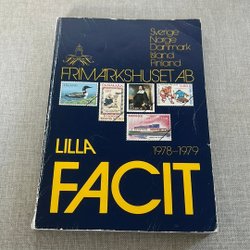 Sverige
Norge
Danmark
Island
Finland
FRIMÄRKSHUSET AB
LILLA
1978–1979
FACIT